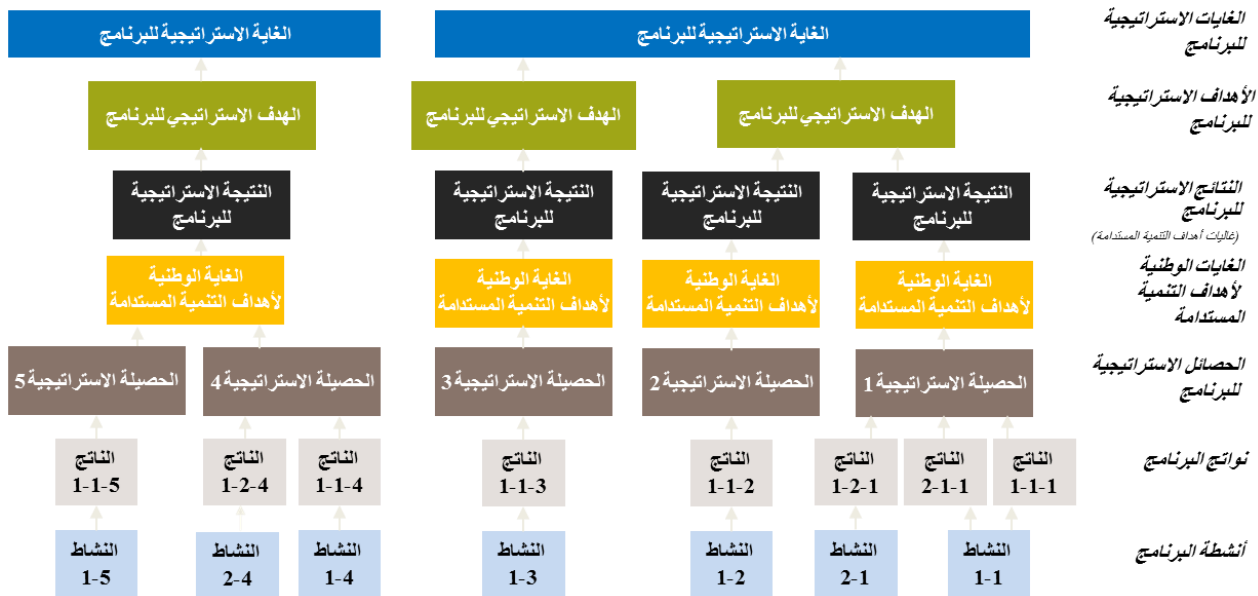 الغايات الاستراتيجية
للبرنامج
الغاية الاستراتيجية للبرنامج
الغاية الاستراتيجية للبرنامج
الأهداف الاستراتيجية
للبرنامج
الهدف الاستراتيجي للبرنامج
الهدف الاستراتيجي للبرنامج
الهدف الاستراتيجي للبرنامج
النتائج الاستراتيجية
للبرنامج
(غاليات أهداف التنمية المستدامة)
النتيجة الاستراتيجية
للبرنامج
النتيجة الاستراتيجية
للبرنامج
النتيجة الاستراتيجية
للبرنامج
النتيجة الاستراتيجية
للبرنامج
الغايات الوطنية
لأهداف التنمية
المستدامة
الغاية الوطنية
لأهداف التنمية المستدامة
الغاية الوطنية
لأهداف التنمية المستدامة
الغاية الوطنية
لأهداف التنمية المستدامة
الغاية الوطنية
لأهداف التنمية المستدامة
الحصائل الاستراتيجية
للبرنامج
الحصيلة الاستراتيجية 1
الحصيلة الاستراتيجية 2
الحصيلة الاستراتيجية 3
الحصيلة الاستراتيجية 4
الحصيلة الاستراتيجية 5
نواتج البرنامج
الناتج
1-1-1
الناتج
2-1-1
الناتج
1-2-1
الناتج
1-1-2
الناتج
1-1-3
الناتج
1-1-4
الناتج
1-2-4
الناتج
1-1-5
أنشطة البرنامج
النشاط
1-1
النشاط
2-1
النشاط
1-2
النشاط
1-3
النشاط
1-4
النشاط
2-4
النشاط
1-5